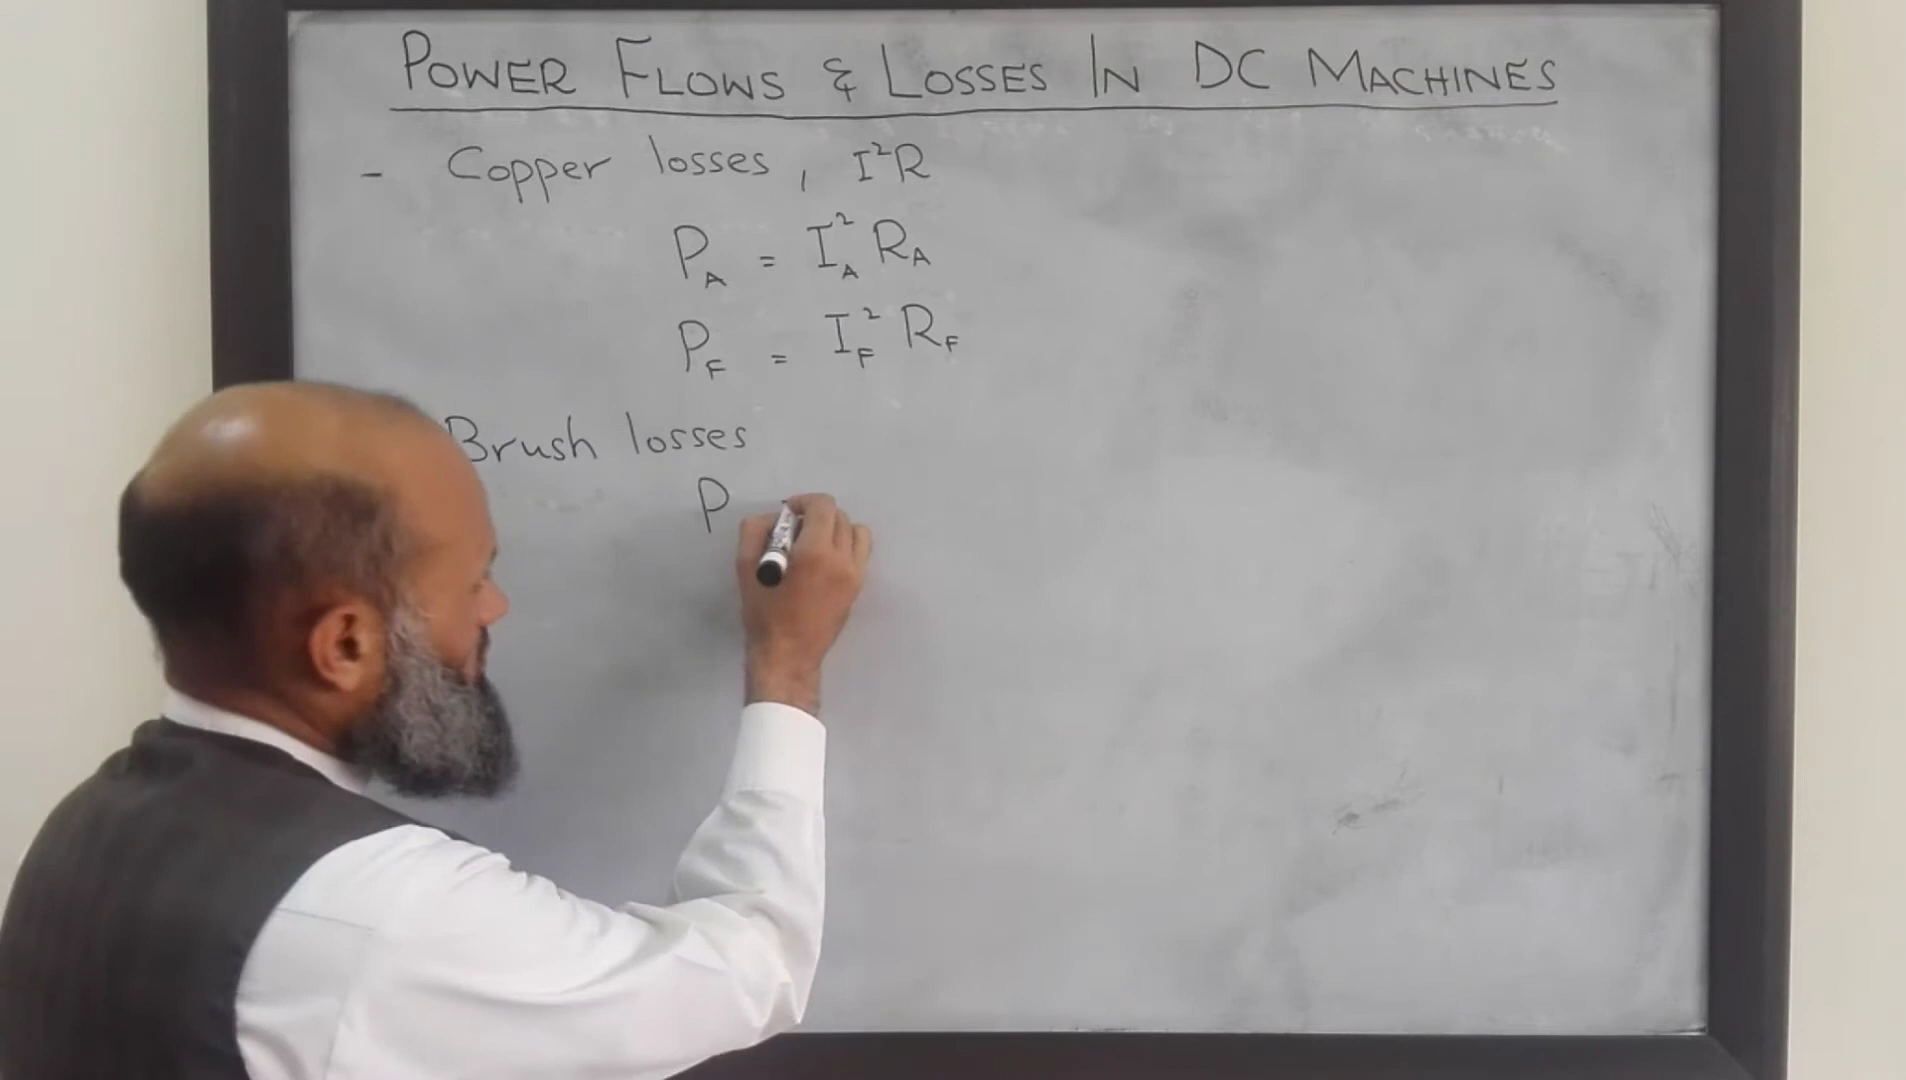 POWER FLOWS & LOSSES IN DC MACHINES
- Copper losses, I²R
P_A = I_A² R_A
P_F = I_F² R_F
Brush losses
P